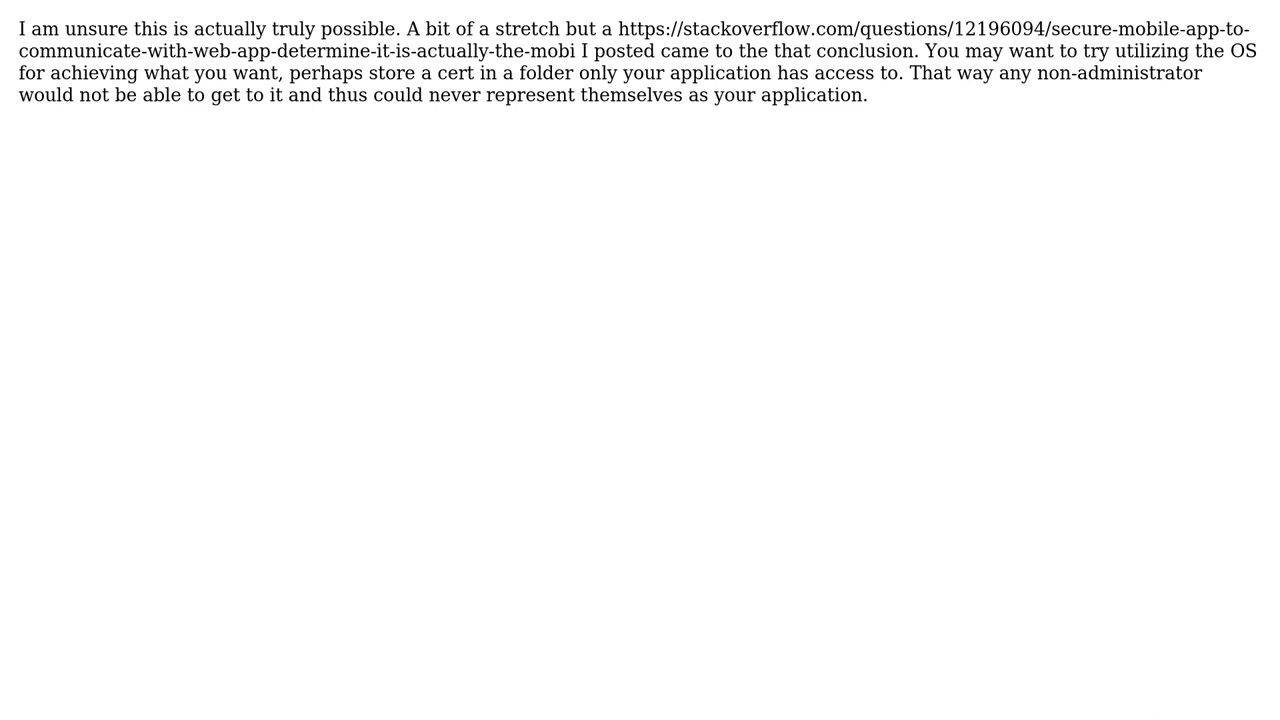 I am unsure this is actually truly possible. A bit of a stretch but a https://stackoverflow.com/questions/12196094/secure-mobile-app-to-
communicate-with-web-app-determine-it-is-actually-the-mobi I posted came to the that conclusion. You may want to try utilizing the OS
for achieving what you want, perhaps store a cert in a folder only your application has access to. That way any non-administrator
would not be able to get to it and thus could never represent themselves as your application.